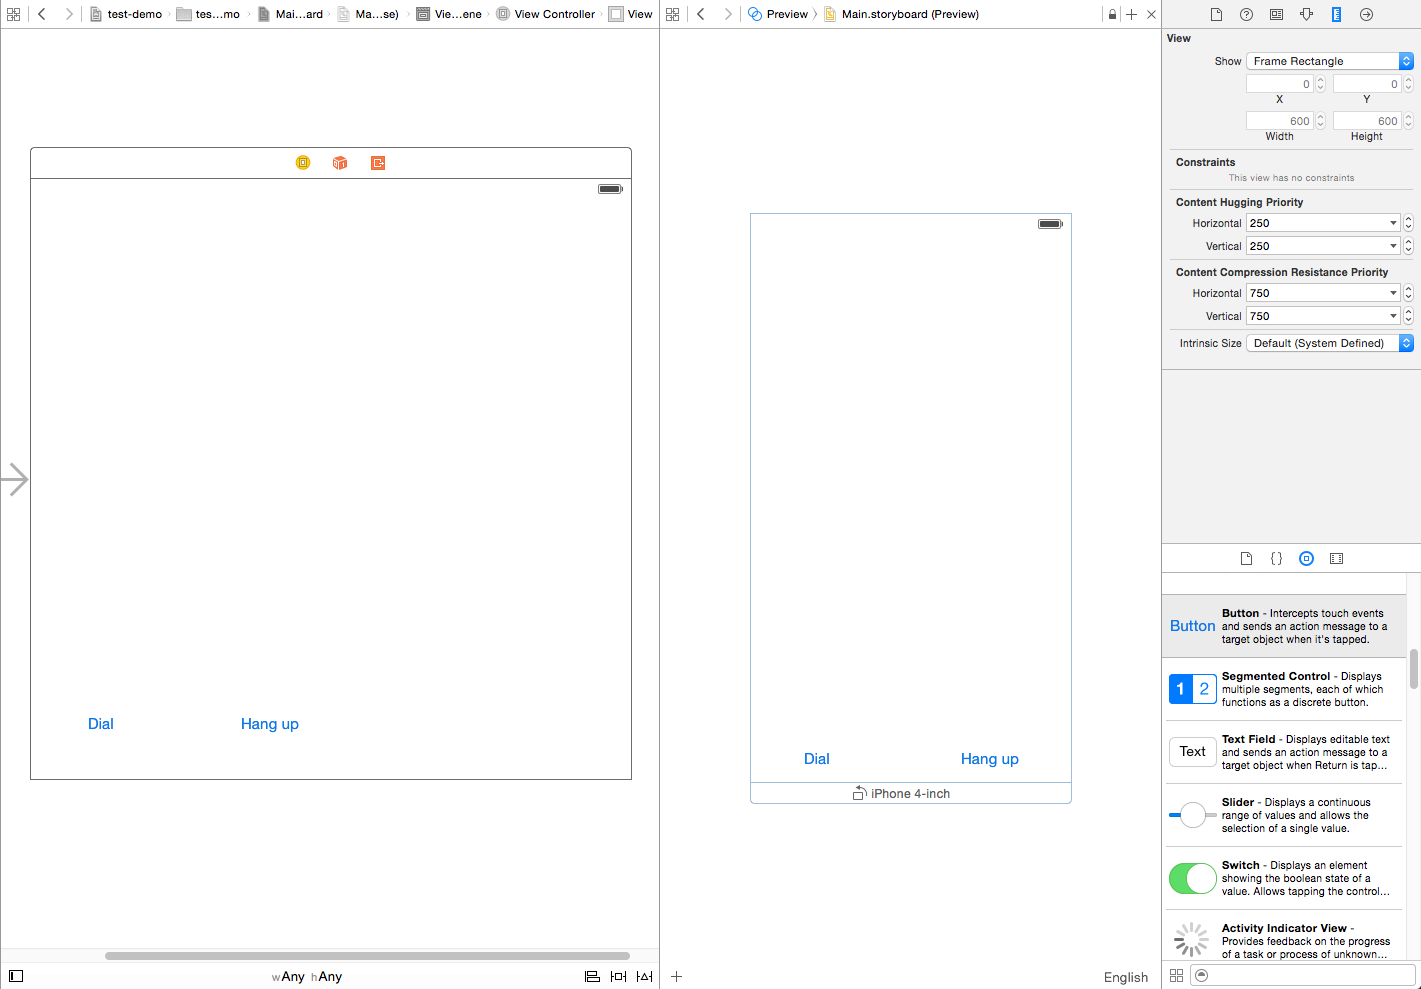 test-demo
tes...mo
Mai...ard
Ma...se)
Vie...ene
View Controller
View
Dial
Hang up
wAny hAny
Preview
Main.storyboard (Preview)
Dial
Hang up
iPhone 4-inch
English
View
Show Frame Rectangle
0 0
X Y
600 600
Width Height
Constraints
This view has no constraints
Content Hugging Priority
Horizontal 250
Vertical 250
Content Compression Resistance Priority
Horizontal 750
Vertical 750
Intrinsic Size Default (System Defined)
{}
Button
Button - Intercepts touch events
and sends an action message to a
target object when it's tapped.
1 2
Segmented Control - Displays
multiple segments, each of which
functions as a discrete button.
Text
Text Field - Displays editable text
and sends an action message to a
target object when Return is tap...
Slider - Displays a continuous
range of values and allows the
selection of a single value.
Switch - Displays an element
showing the boolean state of a
value. Allows tapping the control...
Activity Indicator View -
Provides feedback on the progress
of a task or process of unknown...